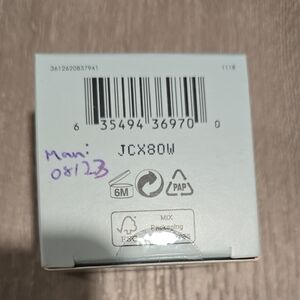 3612620837941 1118
6 35494 36970 0
JCX80W
Man:
08/23
6M PAP
MIX
Packaging
FSC